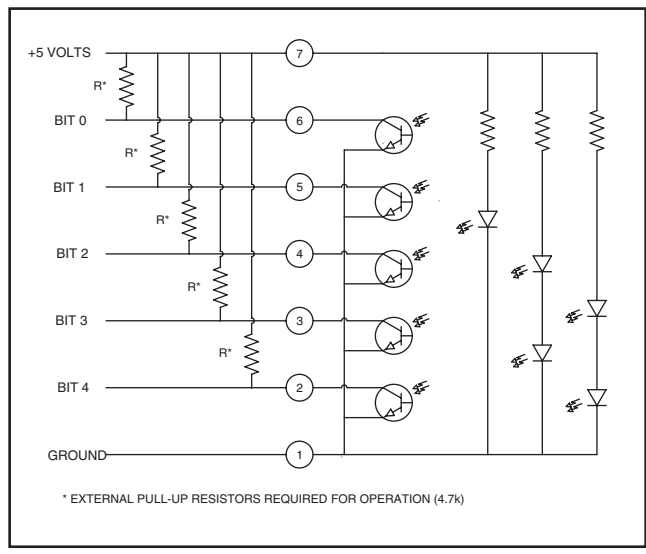 +5 VOLTS
7
R*
BIT 0
6
R*
BIT 1
5
R*
BIT 2
4
R*
BIT 3
3
R*
BIT 4
2
GROUND
1
* EXTERNAL PULL-UP RESISTORS REQUIRED FOR OPERATION (4.7k)